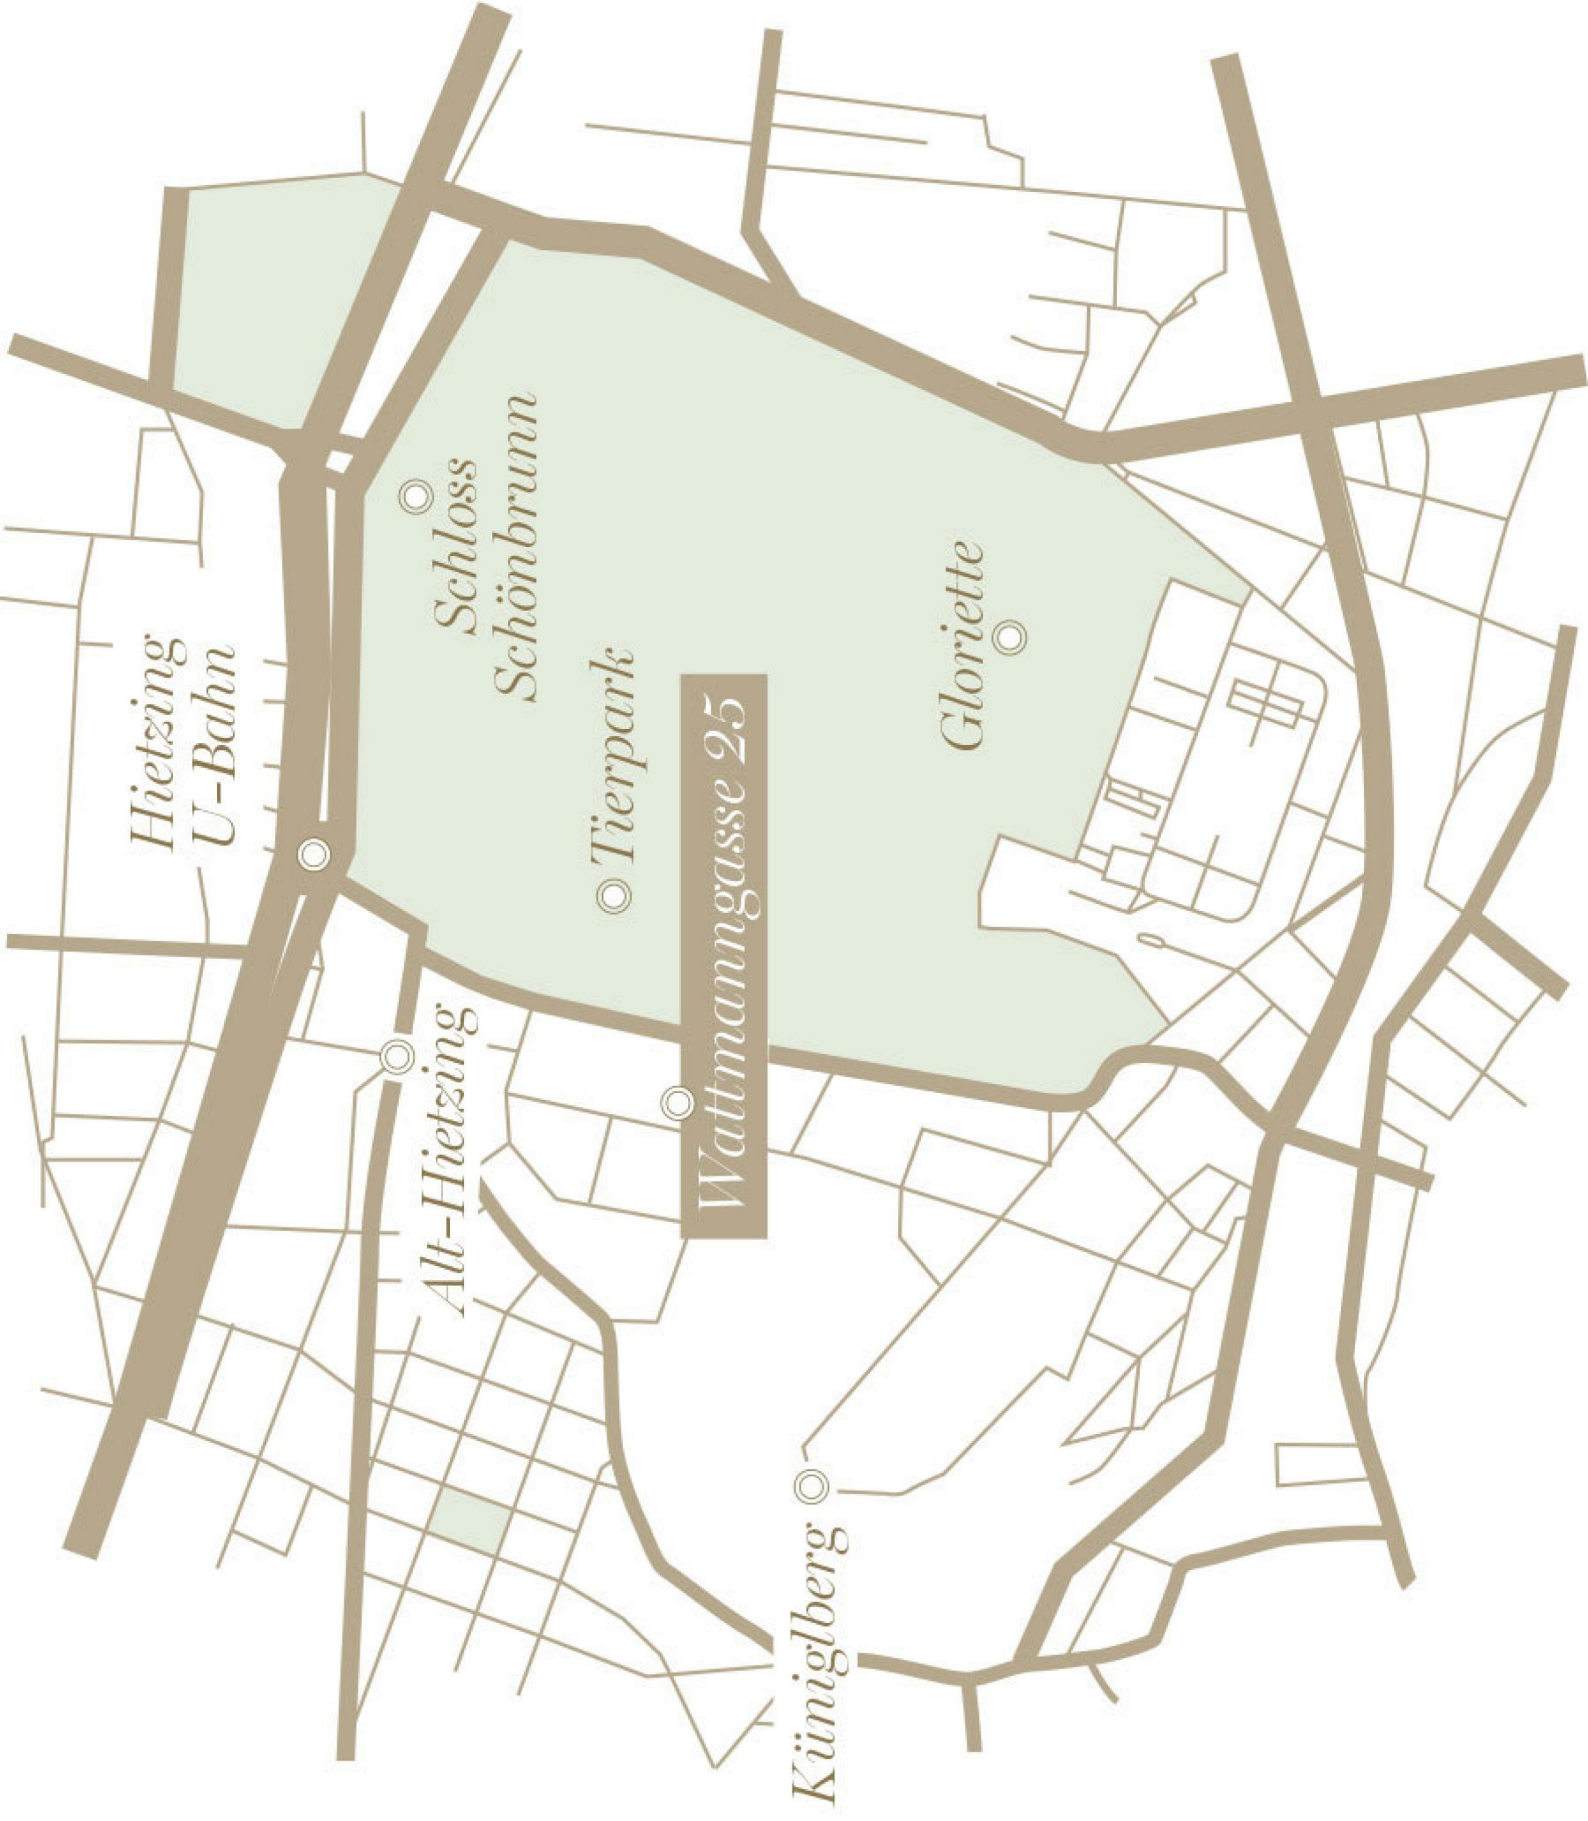 Hietzing
U-Bahn
Schloss
Schönbrunn
Tierpark
Gloriette
Wattmanngasse 25
Alt-Hietzing
Küniglberg